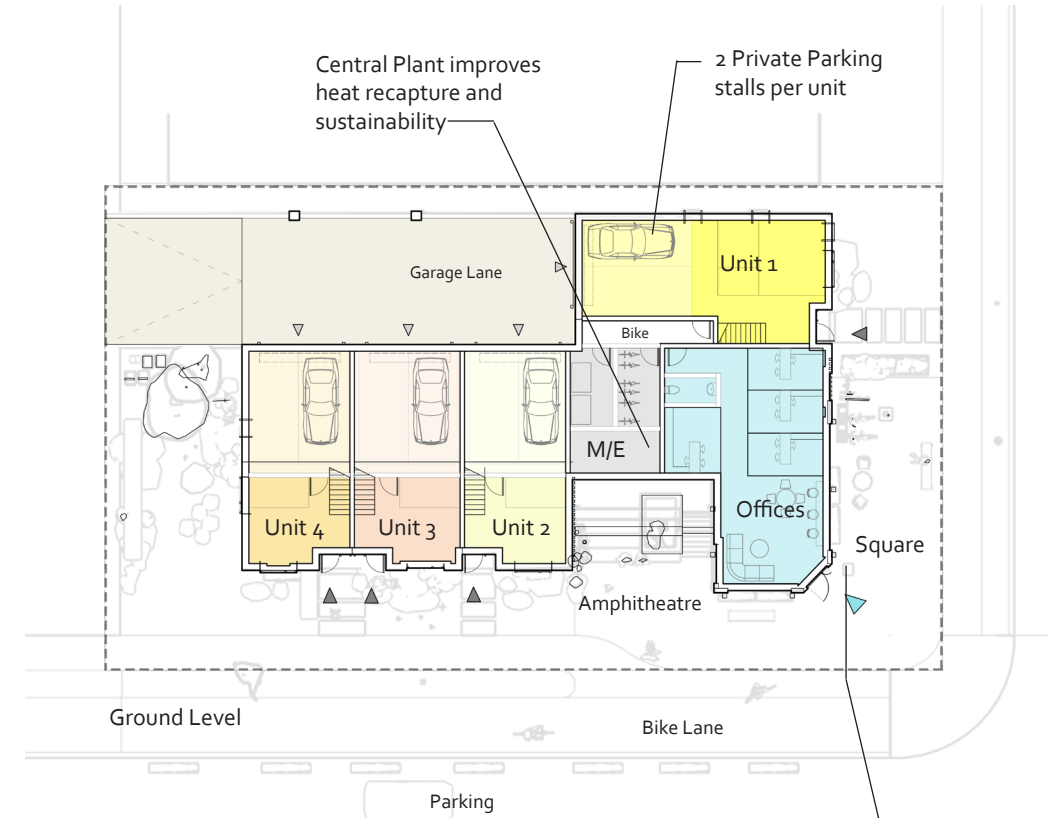 Central Plant improves
heat recapture and
sustainability
2 Private Parking
stalls per unit
Garage Lane
Unit 1
Bike
M/E
Unit 4
Unit 3
Unit 2
Offices
Square
Amphitheatre
Ground Level
Bike Lane
Parking